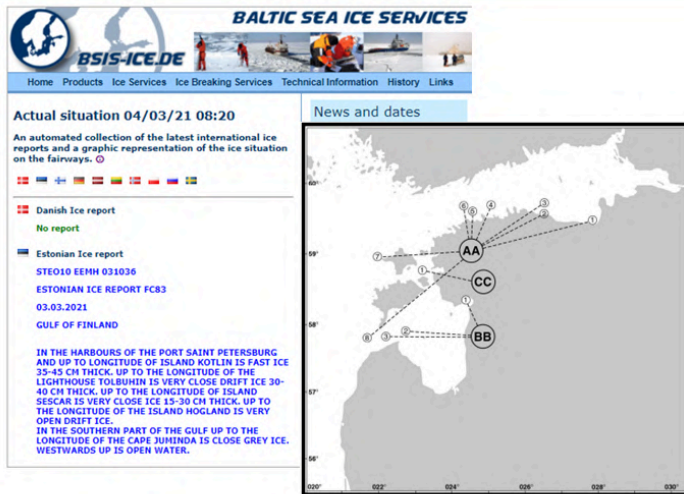 BALTIC SEA ICE SERVICES
BSIS-ICE.DE
Home Products Ice Services Ice Breaking Services Technical Information History Links
Actual situation 04/03/21 08:20
An automated collection of the latest international ice
reports and a graphic representation of the ice situation
on the fairways.
Danish Ice report
No report
Estonian Ice report
STEO10 EEMH 031036
ESTONIAN ICE REPORT FC83
03.03.2021
GULF OF FINLAND
IN THE HARBOURS OF THE PORT SAINT PETERSBURG
AND UP TO LONGITUDE OF ISLAND KOTLIN IS FAST ICE
35-45 CM THICK. UP TO THE LONGITUDE OF THE
LIGHTHOUSE TOLBUHIN IS VERY CLOSE DRIFT ICE 30-
40 CM THICK. UP TO THE LONGITUDE OF ISLAND
SESCAR IS VERY CLOSE ICE 15-30 CM THICK. UP TO
THE LONGITUDE OF THE ISLAND HOGLAND IS VERY
OPEN DRIFT ICE.
IN THE SOUTHERN PART OF THE GULF UP TO THE
LONGITUDE OF THE CAPE JUMINDA IS CLOSE GREY ICE.
WESTWARDS UP IS OPEN WATER.
News and dates
60°
6 5 4 3
2 1
59°
AA
7
1
CC
1
58°
2
8 3 BB
57°
56°
020° 022° 024° 026° 028° 030°